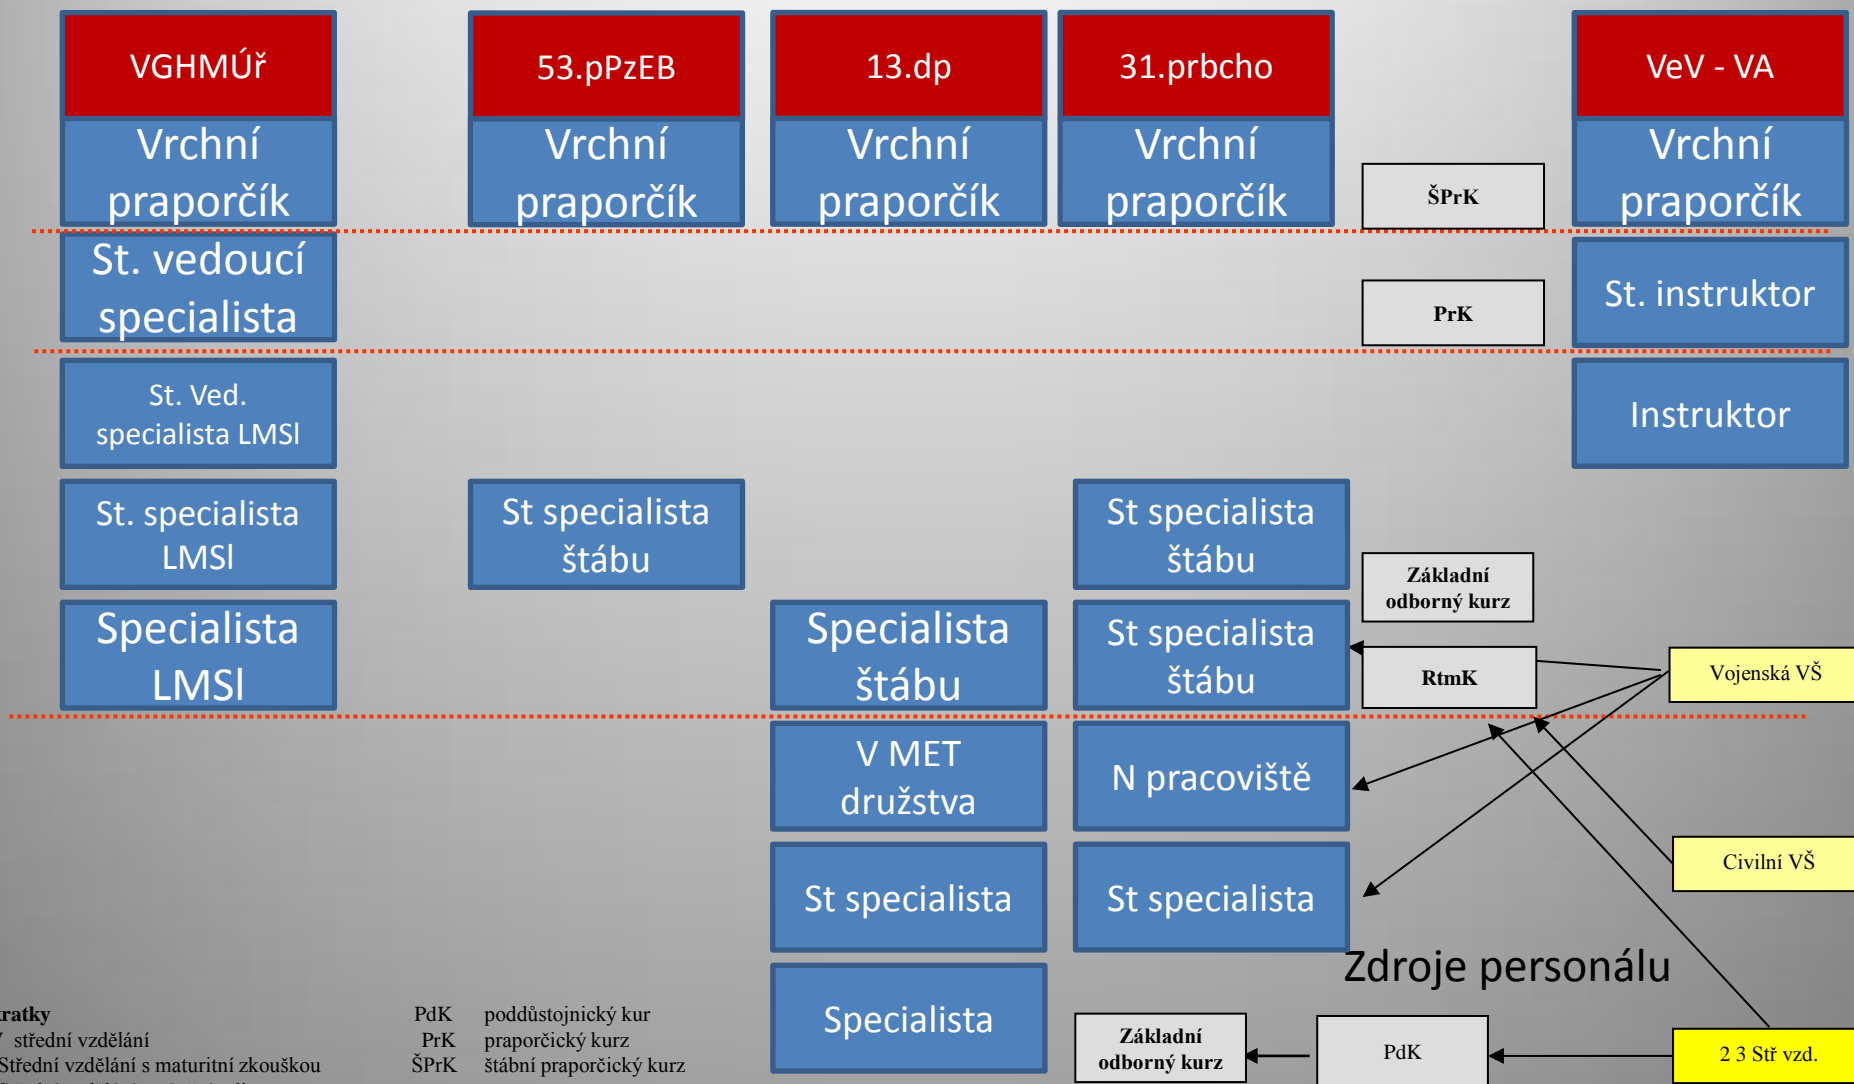 VGHMÚř
53.pPzEB
13.dp
31.prbcho
VeV - VA
Vrchní
praporčík
Vrchní
praporčík
Vrchní
praporčík
Vrchní
praporčík
ŠPrK
Vrchní
praporčík
St. vedoucí
specialista
PrK
St. instruktor
St. Ved.
specialista LMSl
Instruktor
St. specialista
LMSl
St specialista
štábu
St specialista
štábu
Základní
odborný kurz
Specialista
LMSl
Specialista
štábu
St specialista
štábu
RtmK
Vojenská VŠ
V MET
družstva
N pracoviště
Civilní VŠ
St specialista
St specialista
Zdroje personálu
Specialista
Základní
odborný kurz
PdK
2 3 Stř vzd.
kratky
střední vzdělání
Střední vzdělání s maturitní zkouškou
PdK poddůstojnický kur
PrK praporčický kurz
ŠPrK štábní praporčický kurz